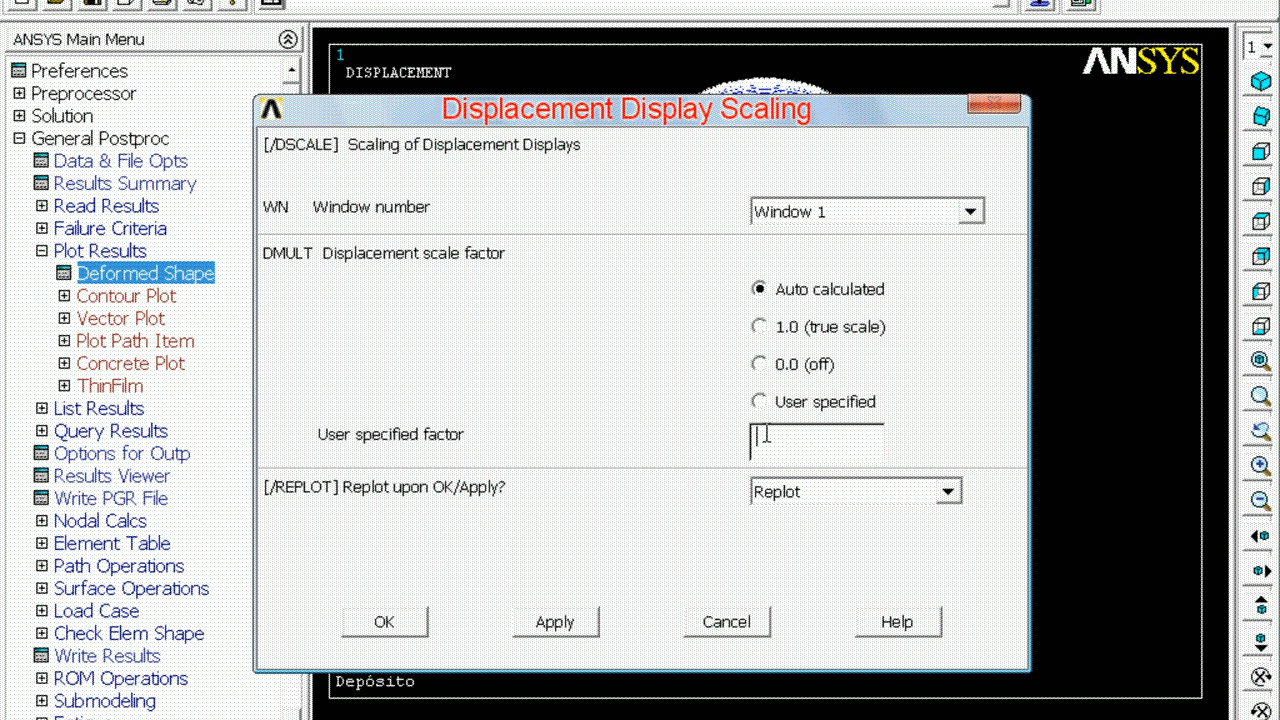 ANSYS Main Menu
Preferences
Preprocessor
Solution
General Postproc
Data & File Opts
Results Summary
Read Results
Failure Criteria
Plot Results
Deformed Shape
Contour Plot
Vector Plot
Plot Path Item
Concrete Plot
ThinFilm
List Results
Query Results
Options for Outp
Results Viewer
Write PGR File
Nodal Calcs
Element Table
Path Operations
Surface Operations
Load Case
Check Elem Shape
Write Results
ROM Operations
Submodeling
1
DISPLACEMENT
ANSYS
Displacement Display Scaling
[/DSCALE] Scaling of Displacement Displays
WN Window number Window 1
DMULT Displacement scale factor
Auto calculated
1.0 (true scale)
0.0 (off)
User specified
User specified factor
[/REPLOT] Replot upon OK/Apply? Replot
OK Apply Cancel Help
Depósito
1